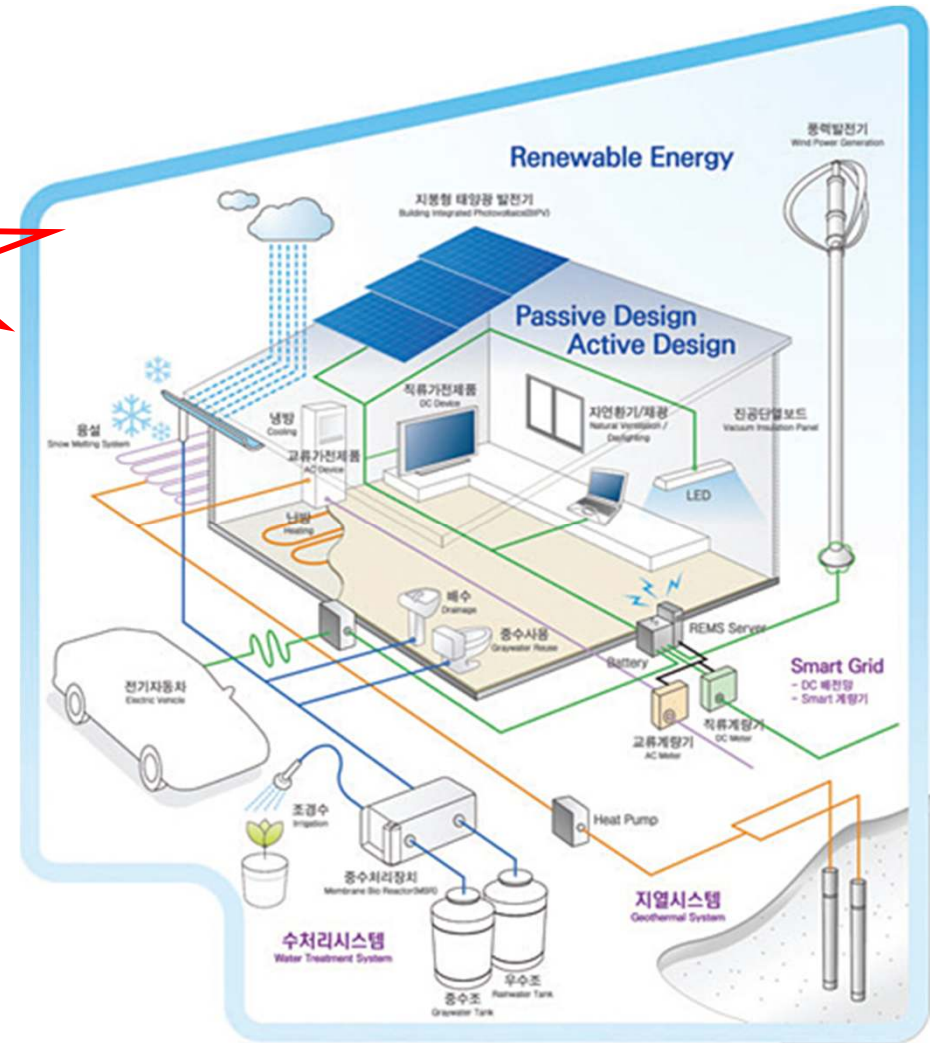 풍력발전기
Wind Power Generation
Renewable Energy
지붕형 태양광 발전기
Building Integrated Photovoltaics(BIPV)
Passive Design
Active Design
직류가전제품
DC Device
냉방
Cooling
자연환기/채광
Natural Ventilation /
Daylighting
진공단열보드
Vacuum Insulation Panel
융설
Snow Melting System
교류가전제품
AC Device
LED
난방
Heating
배수
Drainage
중수사용
Graywater Reuse
REMS Server
Battery
Smart Grid
- DC 배전망
- Smart 계량기
전기자동차
Electric Vehicle
직류계량기
DC Meter
교류계량기
AC Meter
조경수
Irrigation
Heat Pump
중수처리장치
Membrane Bio Reactor(MBR)
지열시스템
Geothermal System
수처리시스템
Water Treatment System
우수조
Rainwater Tank
중수조
Graywater Tank